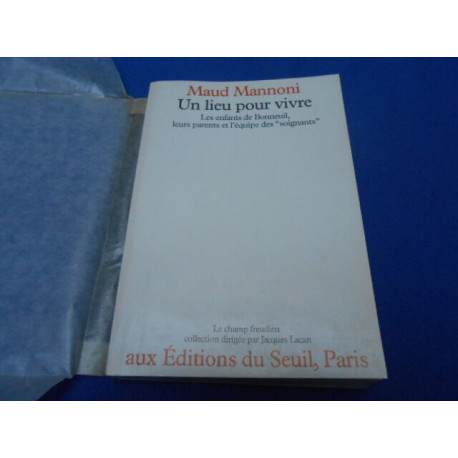 Maud Mannoni
Un lieu pour vivre
Les enfants de Bonneuil,
leurs parents et l'équipe des "soignants"
Le champ freudien
collection dirigée par Jacques Lacan
aux Éditions du Seuil, Paris